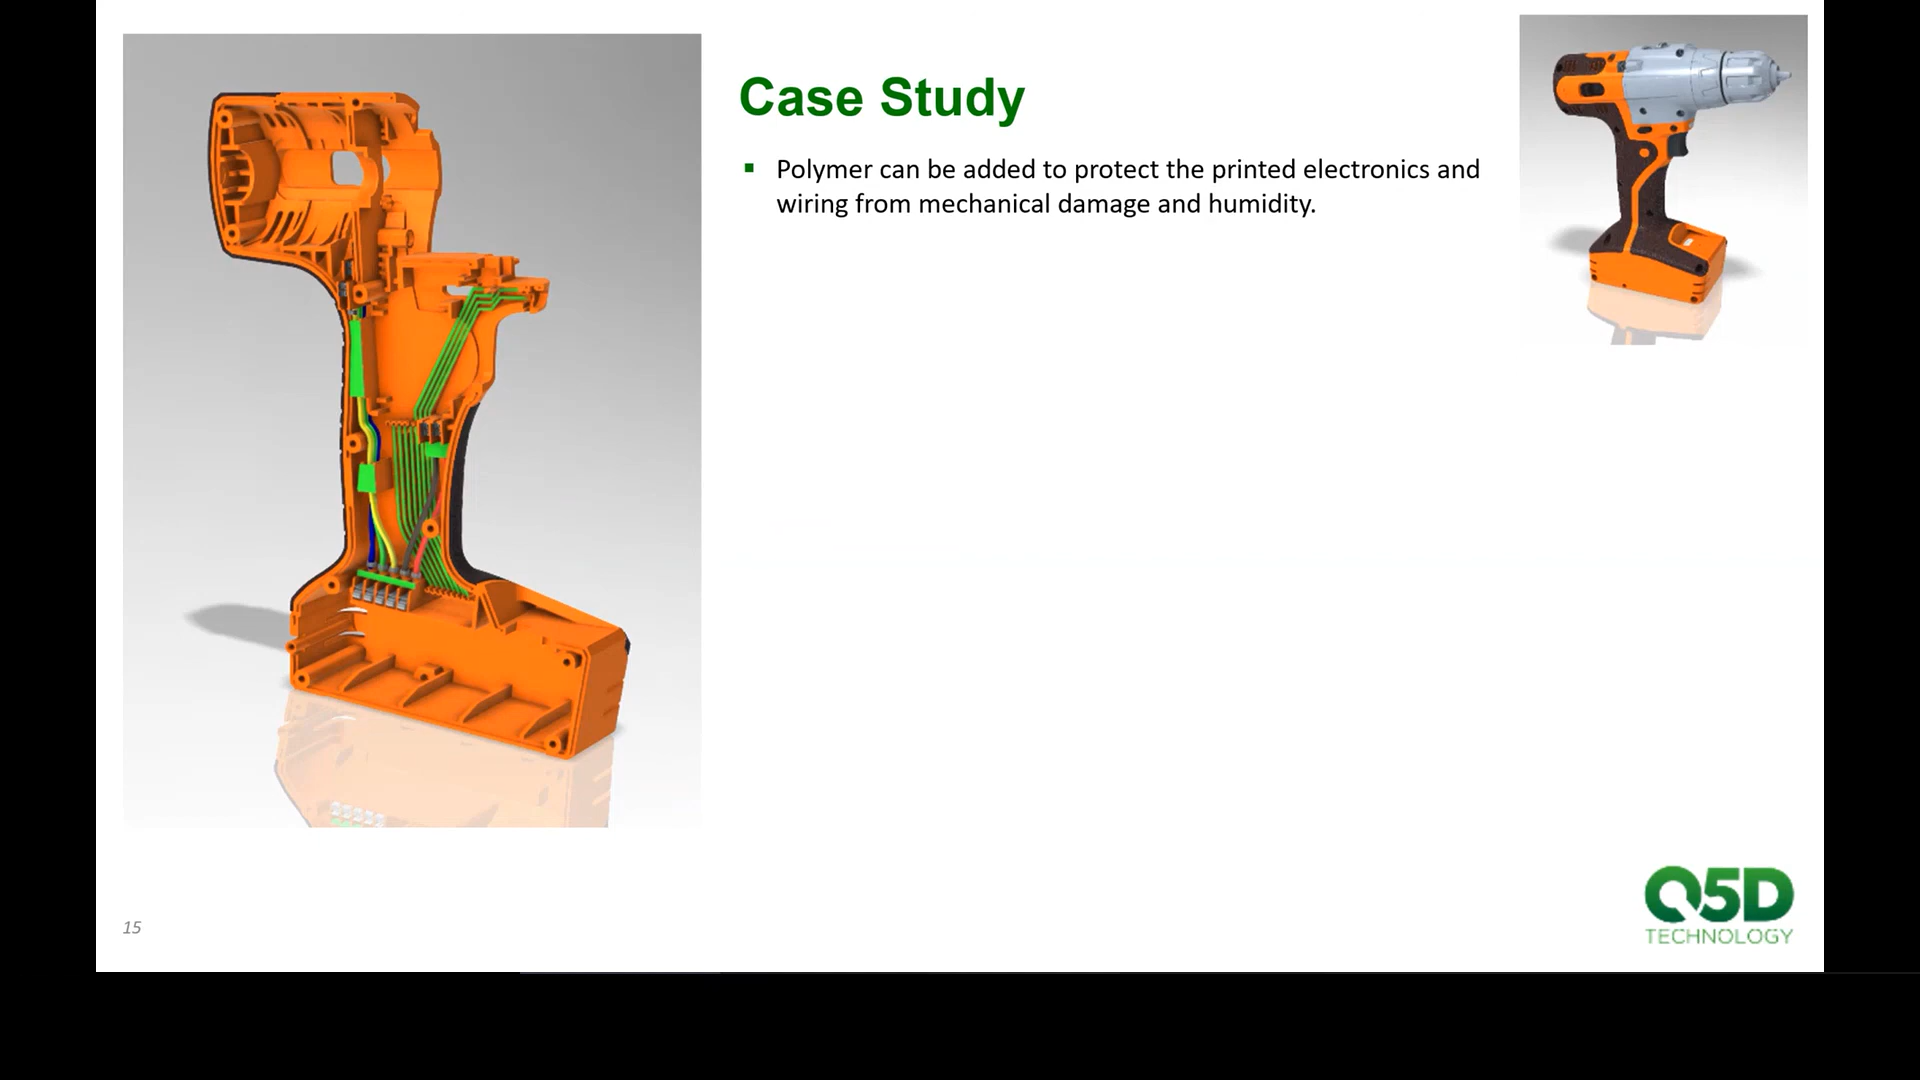 Case Study
▪ Polymer can be added to protect the printed electronics and
wiring from mechanical damage and humidity.
15
Q5D
TECHNOLOGY